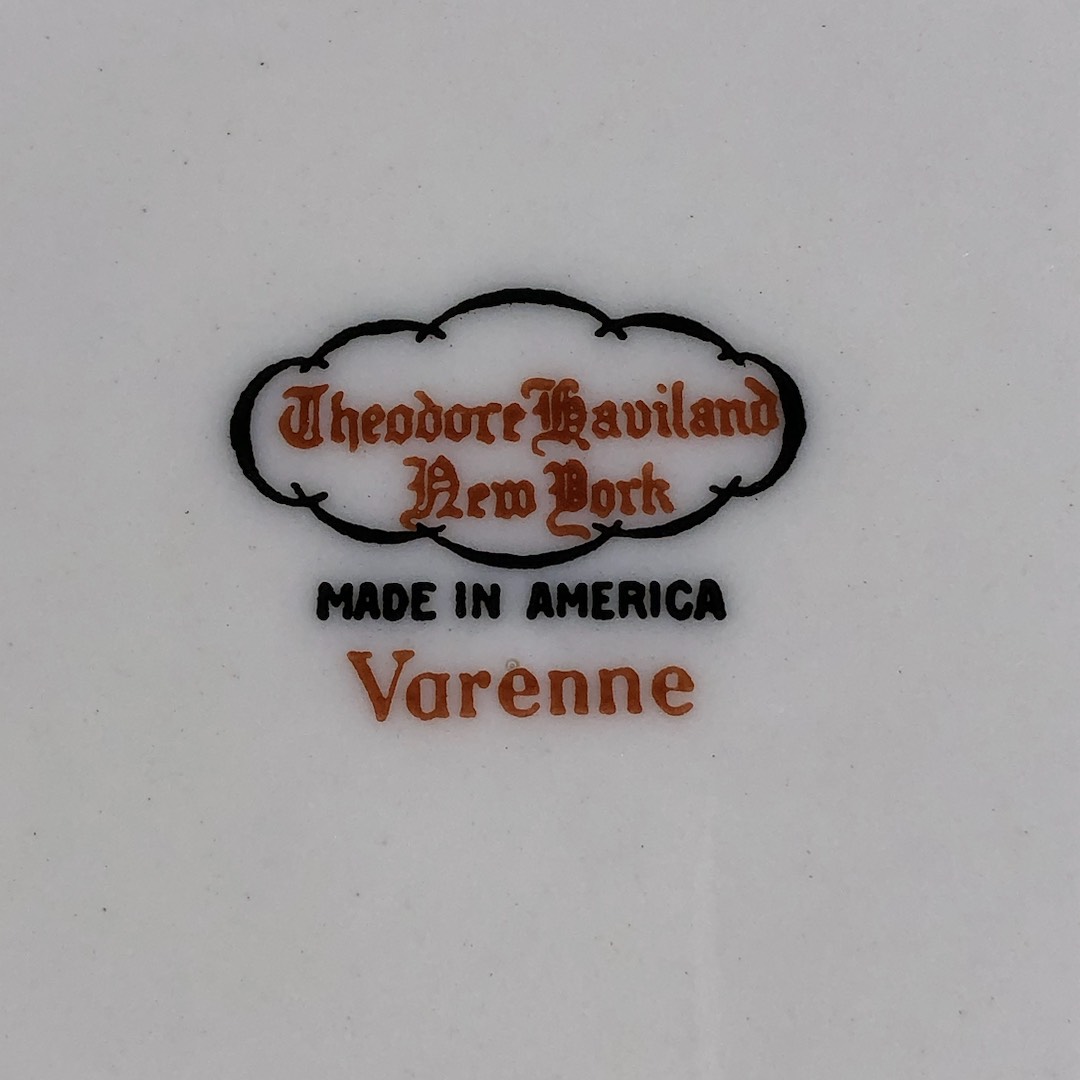 Theodore Haviland
New York
MADE IN AMERICA
Varenne